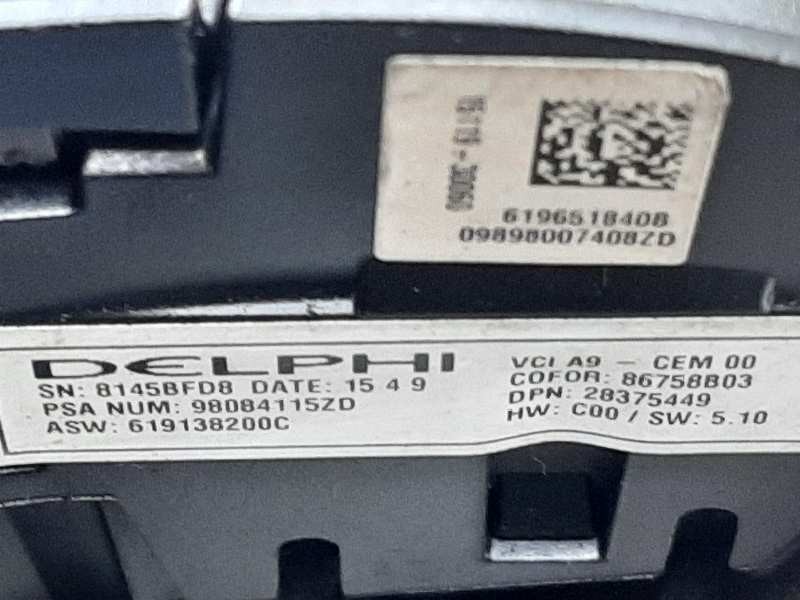 619651840B
09898007408ZD
DELPHI
SN: 8145BFD8 DATE: 15 4 9
PSA NUM: 98084115ZD
ASW: 619138200C
VCI A9 - CEM 00
COFOR: 86758B03
DPN: 28375449
HW: C00 / SW: 5.10